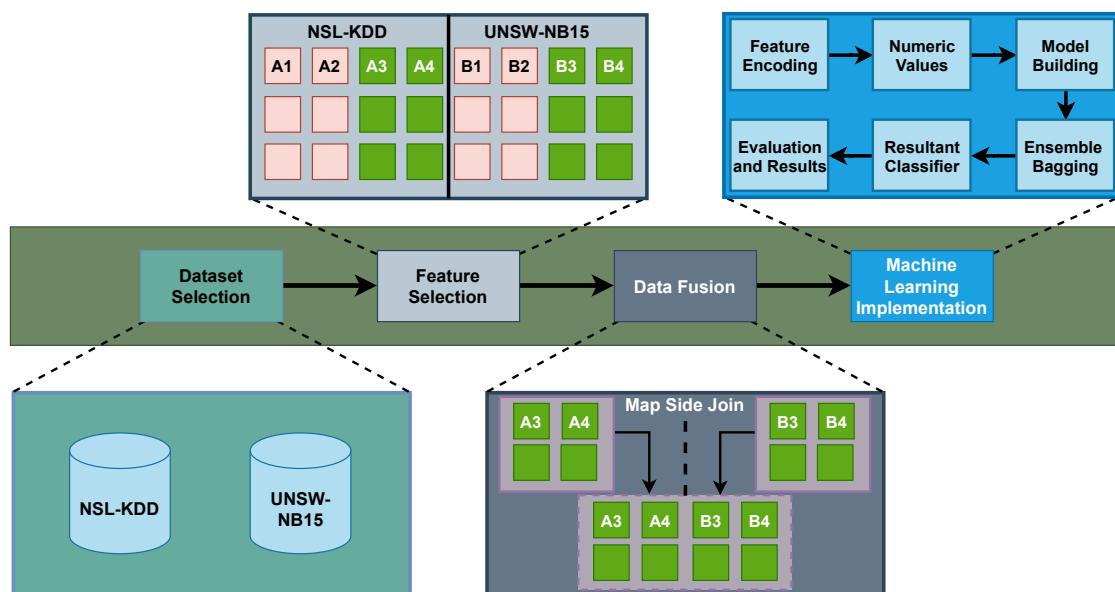 NSL-KDD
UNSW-NB15
A1 A2 A3 A4 B1 B2 B3 B4
Feature
Encoding
Numeric
Values
Model
Building
Evaluation
and Results
Resultant
Classifier
Ensemble
Bagging
Dataset
Selection
Feature
Selection
Data Fusion
Machine
Learning
Implementation
NSL-KDD
UNSW-
NB15
Map Side Join
A3 A4 B3 B4
A3 A4 B3 B4